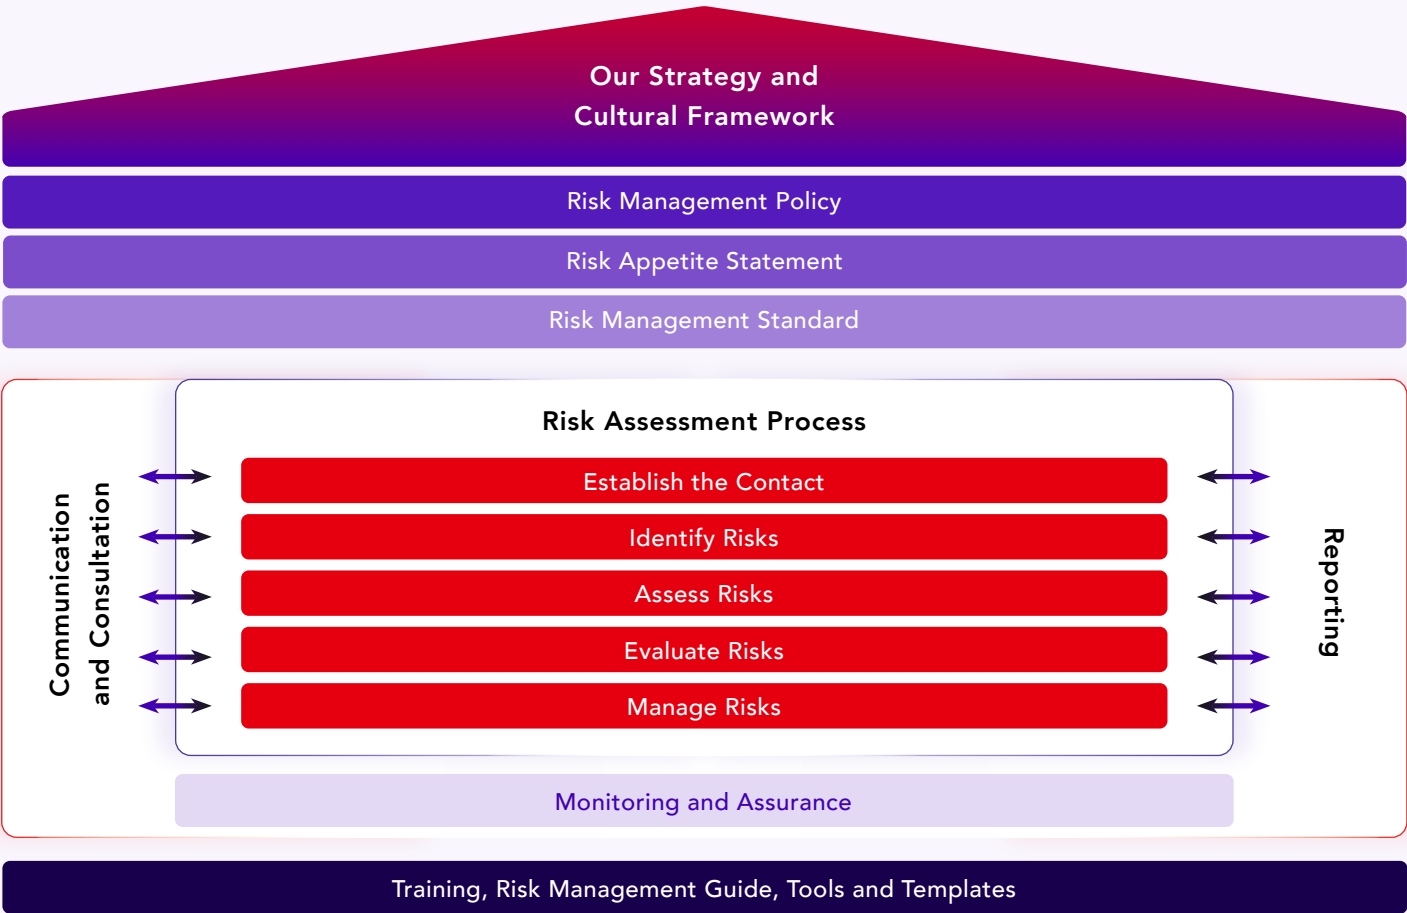 Our Strategy and
Cultural Framework
Risk Management Policy
Risk Appetite Statement
Risk Management Standard
Communication
and Consultation
Risk Assessment Process
Establish the Contact
Identify Risks
Assess Risks
Evaluate Risks
Manage Risks
Reporting
Monitoring and Assurance
Training, Risk Management Guide, Tools and Templates